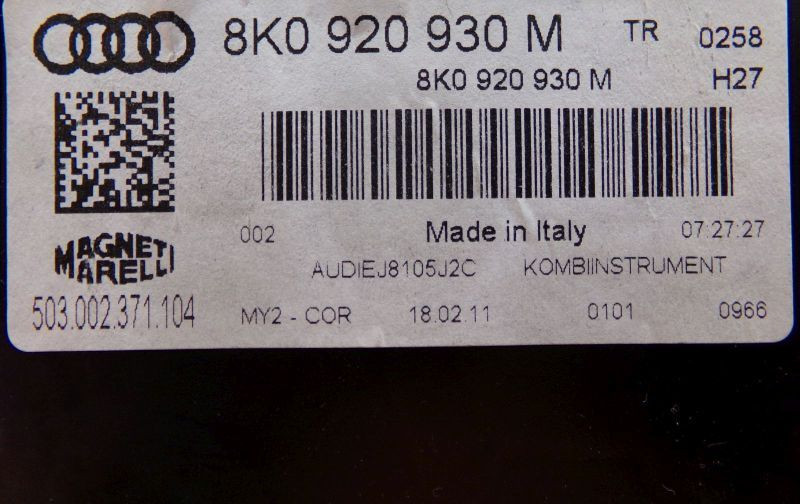 8K0 920 930 M TR 0258
8K0 920 930 M H27
002 Made in Italy 07:27:27
MAGNETI
MARELLI
AUDIEJ8105J2C KOMBIINSTRUMENT
503.002.371.104 MY2 - COR 18.02.11 0101 0966